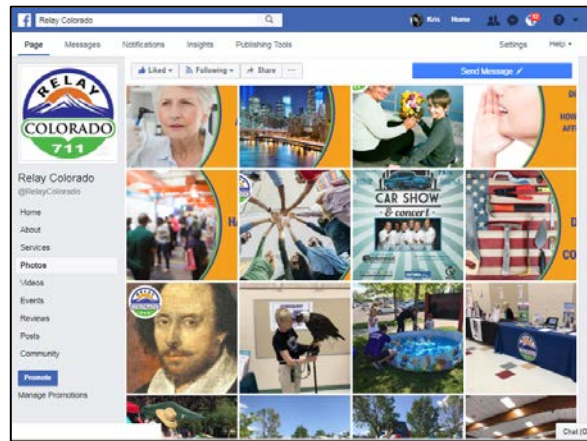 Relay Colorado
Kris Home
Page Messages Notifications Insights Publishing Tools Settings Help
Liked Following Share ... Send Message
RELAY
COLORADO
711
Relay Colorado
@RelayColorado
Home
About
Services
Photos
Videos
Events
Reviews
Posts
Community
Promote
Manage Promotions
CAR SHOW
& concert